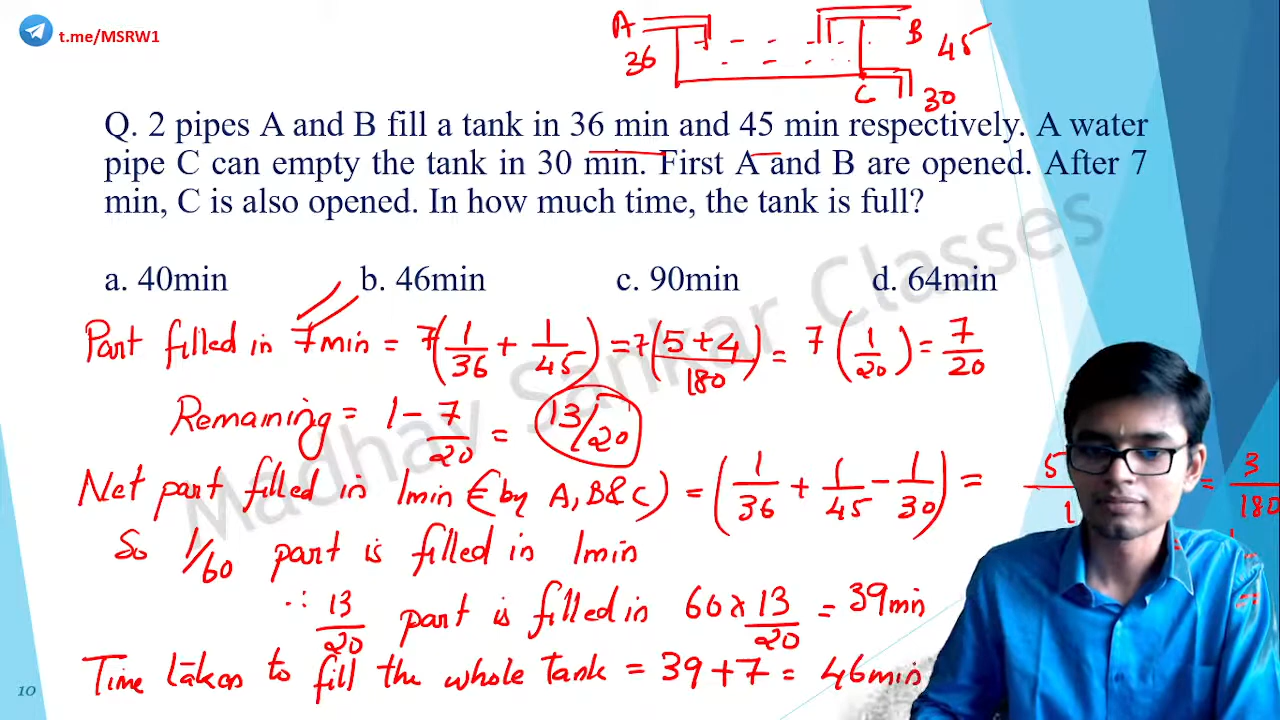 t.me/MSRW1
A
B
36
45
C
30
Q. 2 pipes A and B fill a tank in 36 min and 45 min respectively. A water
pipe C can empty the tank in 30 min. First A and B are opened. After 7
min, C is also opened. In how much time, the tank is full?
a. 40min b. 46min c. 90min d. 64min
Madhav Sankar Classes
Part filled in 7min = 7(1/36 + 1/45) = 7(5+4/180) = 7(1/20) = 7/20
Remaining = 1 - 7/20 = 13/20
Net part filled in 1min (by A, B & C) = (1/36 + 1/45 - 1/30) = = 3/180
So 1/60 part is filled in 1min
∴ 13/20 part is filled in 60 x 13/20 = 39min
Time taken to fill the whole tank = 39 + 7 = 46min
10